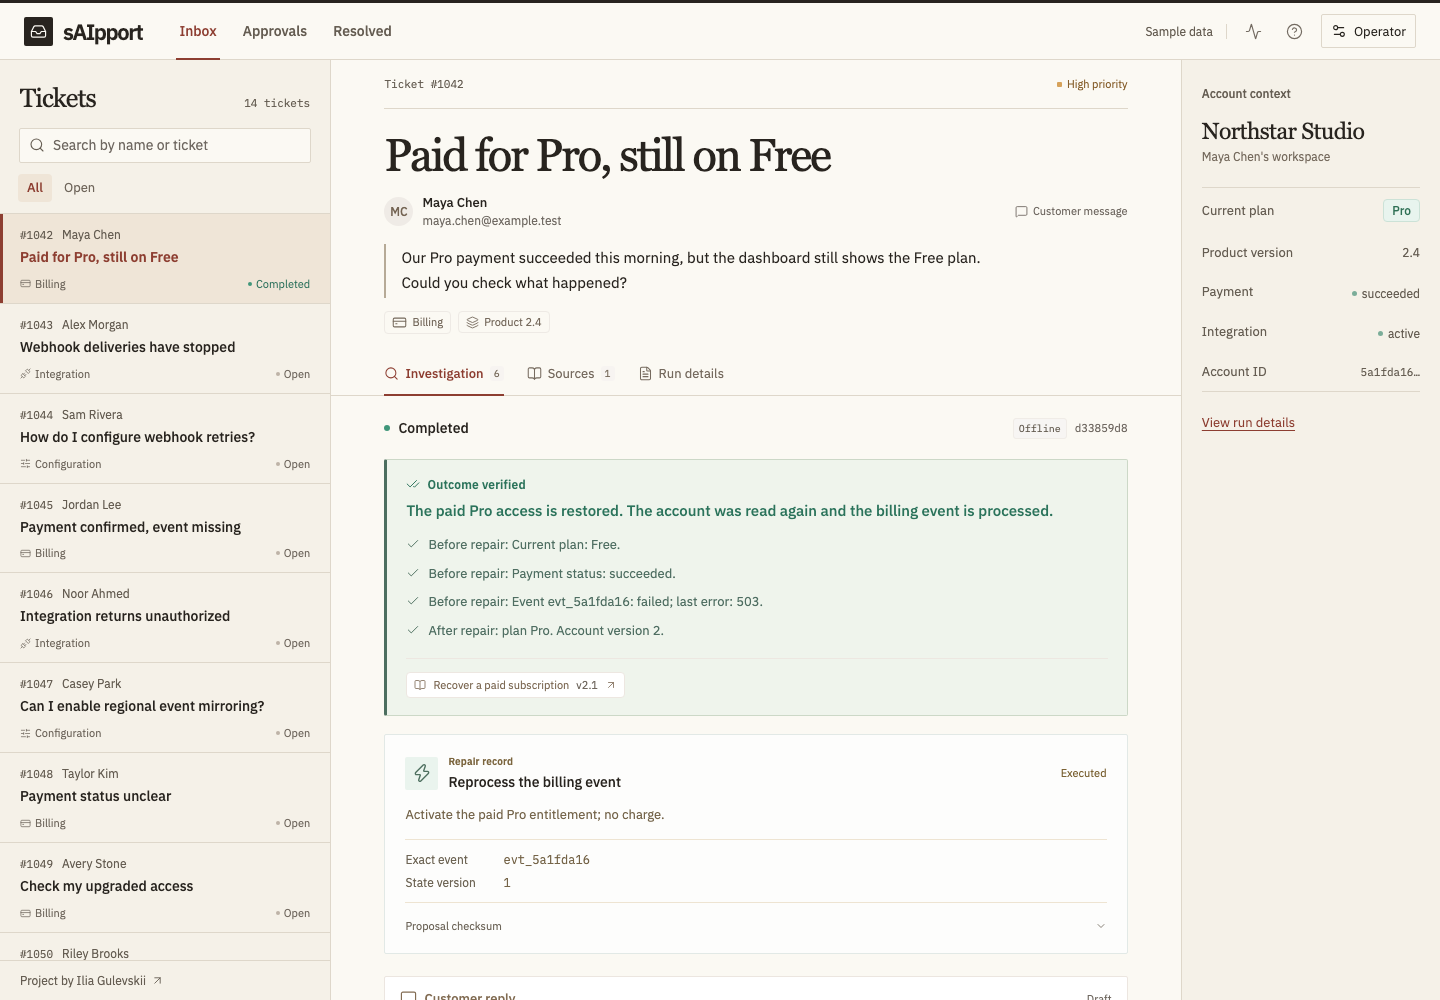 sAIpport
Inbox
Approvals
Resolved
Sample data
Operator
Tickets
14 tickets
Search by name or ticket
All
Open
#1042 Maya Chen
Paid for Pro, still on Free
Billing
Completed
#1043 Alex Morgan
Webhook deliveries have stopped
Integration
Open
#1044 Sam Rivera
How do I configure webhook retries?
Configuration
Open
#1045 Jordan Lee
Payment confirmed, event missing
Billing
Open
#1046 Noor Ahmed
Integration returns unauthorized
Integration
Open
#1047 Casey Park
Can I enable regional event mirroring?
Configuration
Open
#1048 Taylor Kim
Payment status unclear
Billing
Open
#1049 Avery Stone
Check my upgraded access
Billing
Open
#1050 Riley Brooks
Project by Ilia Gulevskii
Ticket #1042
High priority
Paid for Pro, still on Free
MC
Maya Chen
maya.chen@example.test
Customer message
Our Pro payment succeeded this morning, but the dashboard still shows the Free plan.
Could you check what happened?
Billing
Product 2.4
Investigation 6
Sources 1
Run details
Completed
Offline
d33859d8
Outcome verified
The paid Pro access is restored. The account was read again and the billing event is processed.
Before repair: Current plan: Free.
Before repair: Payment status: succeeded.
Before repair: Event evt_5a1fda16: failed; last error: 503.
After repair: plan Pro. Account version 2.
Recover a paid subscription v2.1
Repair record
Reprocess the billing event
Executed
Activate the paid Pro entitlement; no charge.
Exact event evt_5a1fda16
State version 1
Proposal checksum
Customer reply
Draft
Account context
Northstar Studio
Maya Chen's workspace
Current plan Pro
Product version 2.4
Payment succeeded
Integration active
Account ID 5a1fda16…
View run details